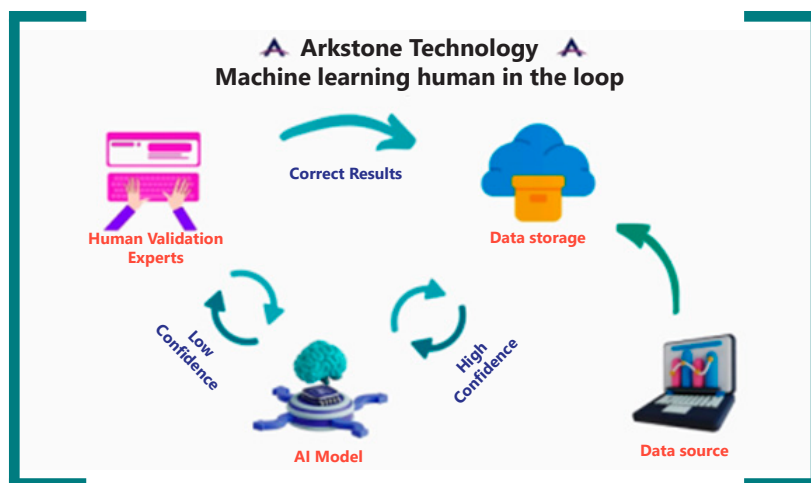 Arkstone Technology
Machine learning human in the loop
Correct Results
Human Validation
Experts
Data storage
Low
Confidence
High
Confidence
AI Model
Data source